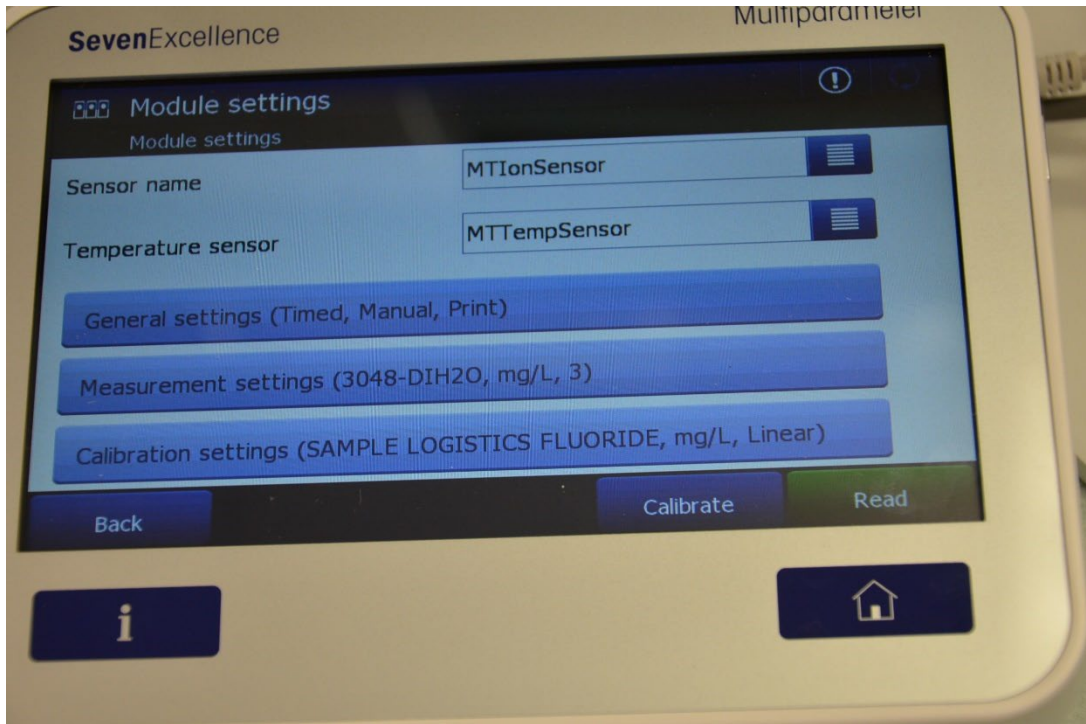 SevenExcellence
Multiparameter
Module settings
Module settings
Sensor name
MTIonSensor
Temperature sensor
MTTempSensor
General settings (Timed, Manual, Print)
Measurement settings (3048-DIH2O, mg/L, 3)
Calibration settings (SAMPLE LOGISTICS FLUORIDE, mg/L, Linear)
Back
Calibrate
Read
i